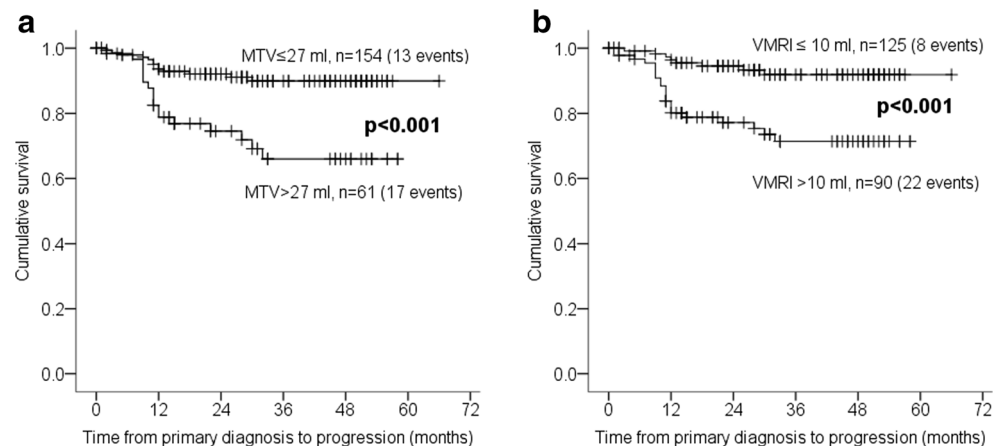 a
1.0
0.8
0.6
0.4
0.2
0.0
Cumulative survival
MTV≤27 ml, n=154 (13 events)
p<0.001
MTV>27 ml, n=61 (17 events)
0 12 24 36 48 60 72
Time from primary diagnosis to progression (months)
b
1.0
0.8
0.6
0.4
0.2
0.0
Cumulative survival
VMRI ≤ 10 ml, n=125 (8 events)
p<0.001
VMRI >10 ml, n=90 (22 events)
0 12 24 36 48 60 72
Time from primary diagnosis to progression (months)